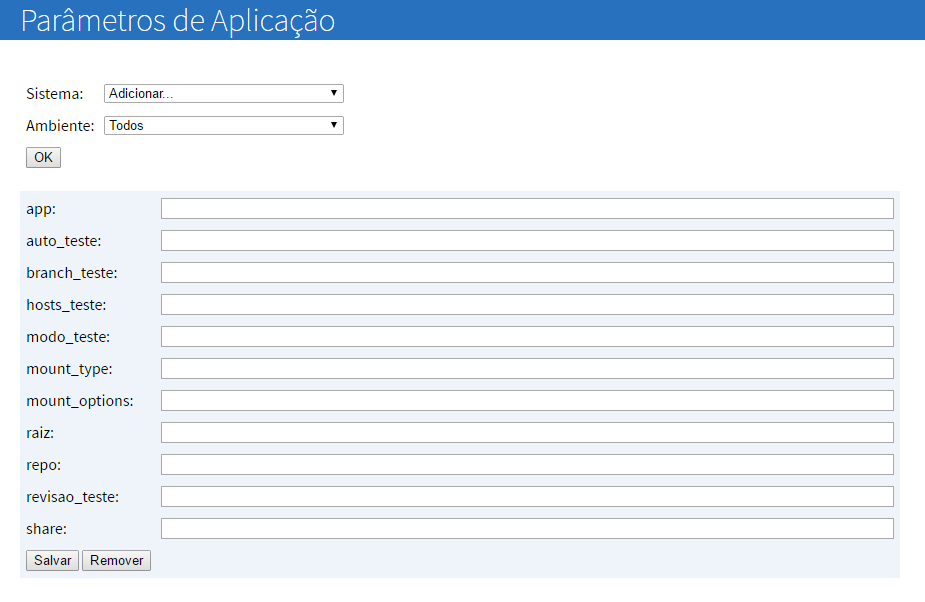 Parâmetros de Aplicação
Sistema: Adicionar...
Ambiente: Todos
OK
app:
auto_teste:
branch_teste:
hosts_teste:
modo_teste:
mount_type:
mount_options:
raiz:
repo:
revisao_teste:
share:
Salvar Remover